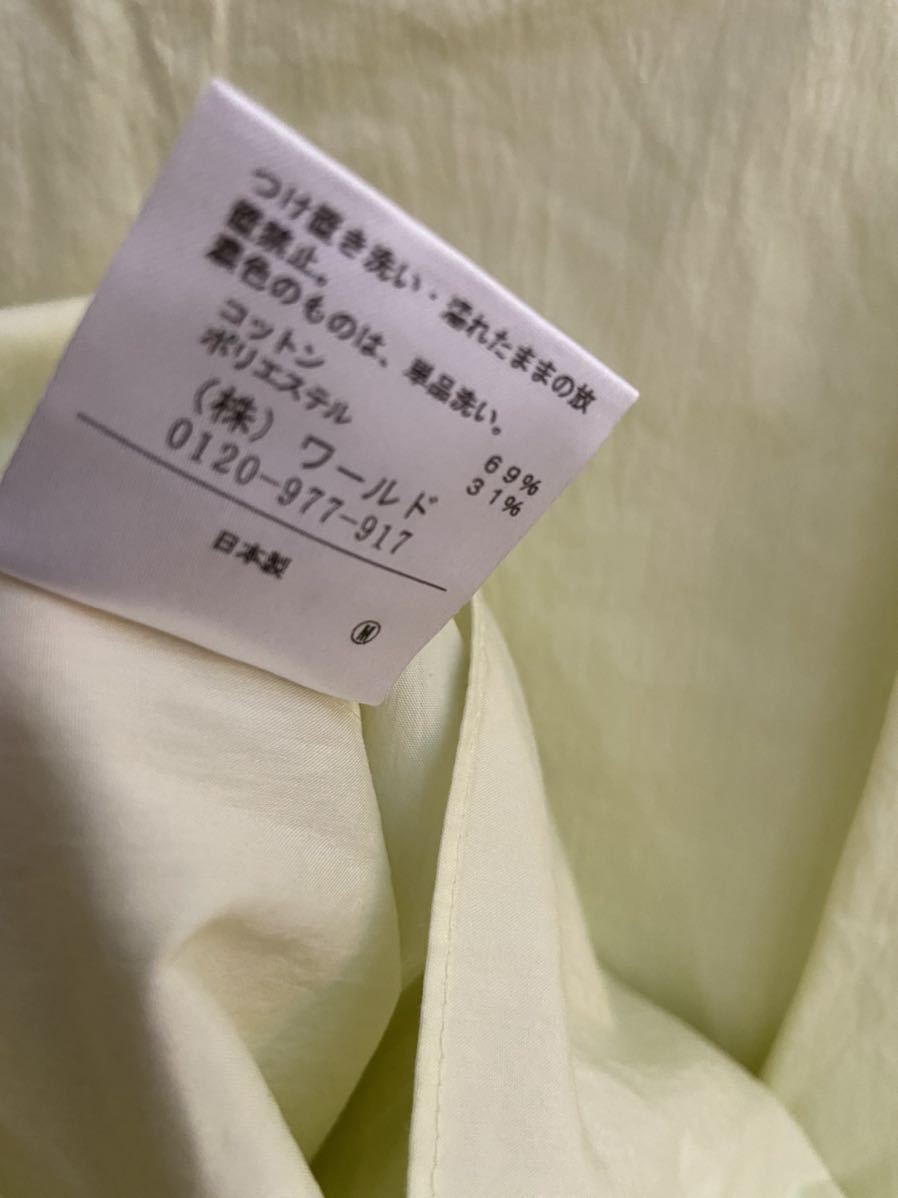 つけ置き洗い・濡れたままの放
置禁止。
濃色のものは、単品洗い。
コットン 69%
ポリエステル 31%
（株）ワールド
0120-977-917
日本製
Ⓜ